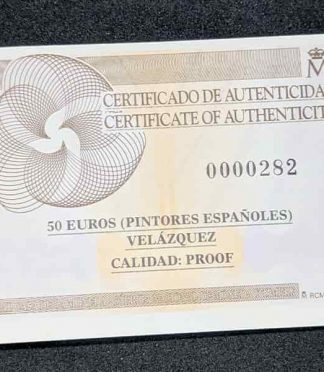 M
CERTIFICADO DE AUTENTICIDA
CERTIFICATE OF AUTHENTICIT
0000282
50 EUROS (PINTORES ESPAÑOLES)
VELÁZQUEZ
CALIDAD: PROOF
RCM